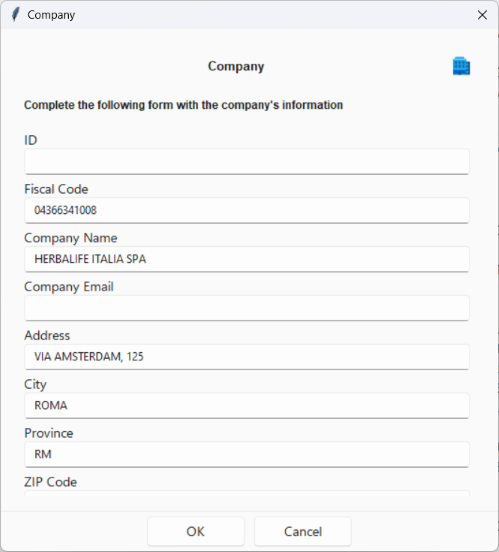 Company
Company
Complete the following form with the company's information
ID
Fiscal Code
04366341008
Company Name
HERBALIFE ITALIA SPA
Company Email
Address
VIA AMSTERDAM, 125
City
ROMA
Province
RM
ZIP Code
OK
Cancel